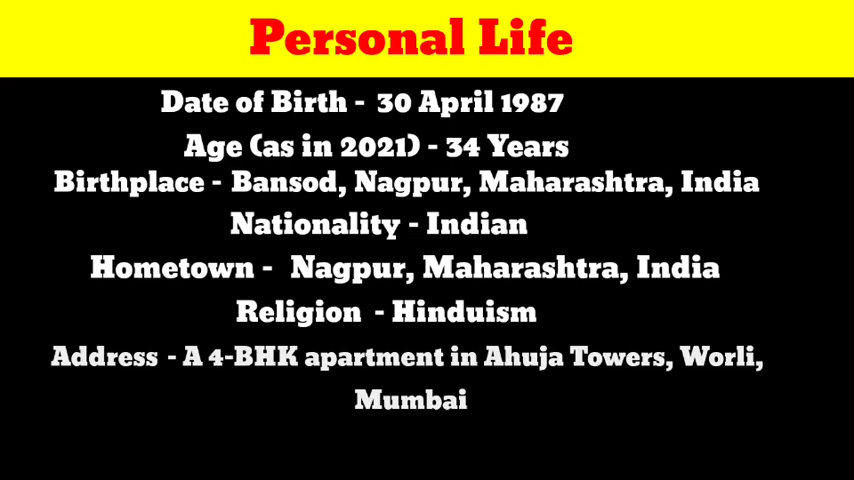 Personal Life
Date of Birth - 30 April 1987
Age (as in 2021) - 34 Years
Birthplace - Bansod, Nagpur, Maharashtra, India
Nationality - Indian
Hometown - Nagpur, Maharashtra, India
Religion - Hinduism
Address - A 4-BHK apartment in Ahuja Towers, Worli,
Mumbai